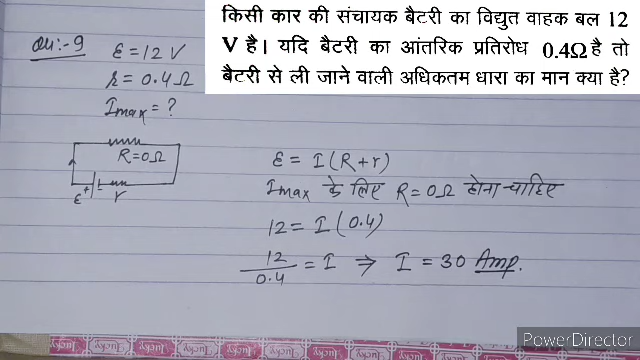 किसी कार की संचायक बैटरी का विद्युत वाहक बल 12
V है। यदि बैटरी का आंतरिक प्रतिरोध 0.4Ω है तो
बैटरी से ली जाने वाली अधिकतम धारा का मान क्या है?
Qu:-9
ε = 12 V
r = 0.4 Ω
Imax = ?
R=0Ω
ε
+
-
r
ε = I (R+r)
Imax के लिए R = 0Ω होना चाहिए
12 = I (0.4)
12/0.4 = I ⇒ I = 30 Amp.
Lucky
PowerDirector